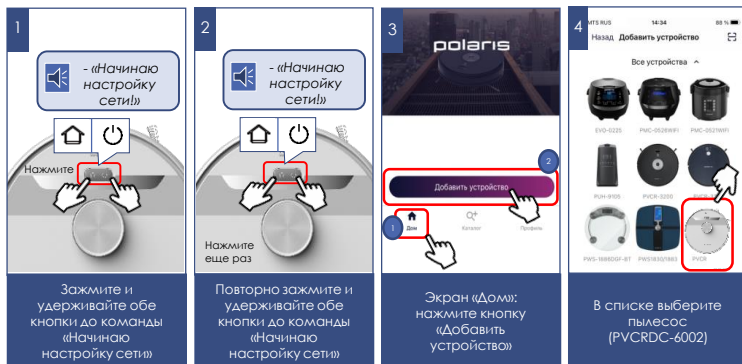 1
- «Начинаю
настройку
сети!»
Нажмите
Зажмите и
удерживайте обе
кнопки до команды
«Начинаю
настройку сети»
2
- «Начинаю
настройку
сети!»
Нажмите
еще раз
Повторно зажмите и
удерживайте обе
кнопки до команды
«Начинаю
настройку сети»
3
polaris
2
Добавить устройство
1
Дом
Каталог
Профиль
Экран «Дом»:
нажмите кнопку
«Добавить
устройство»
4
MTS RUS 14:34 88 %
Назад Добавить устройство
Все устройства
EVO-0225 PMC-0526WIFI PMC-0521WIFI
PUH-9105 PVCR-3200
PWS-1888DGF-BT PWS1830/1883 PVCR
В списке выберите
пылесос
(PVCRDC-6002)